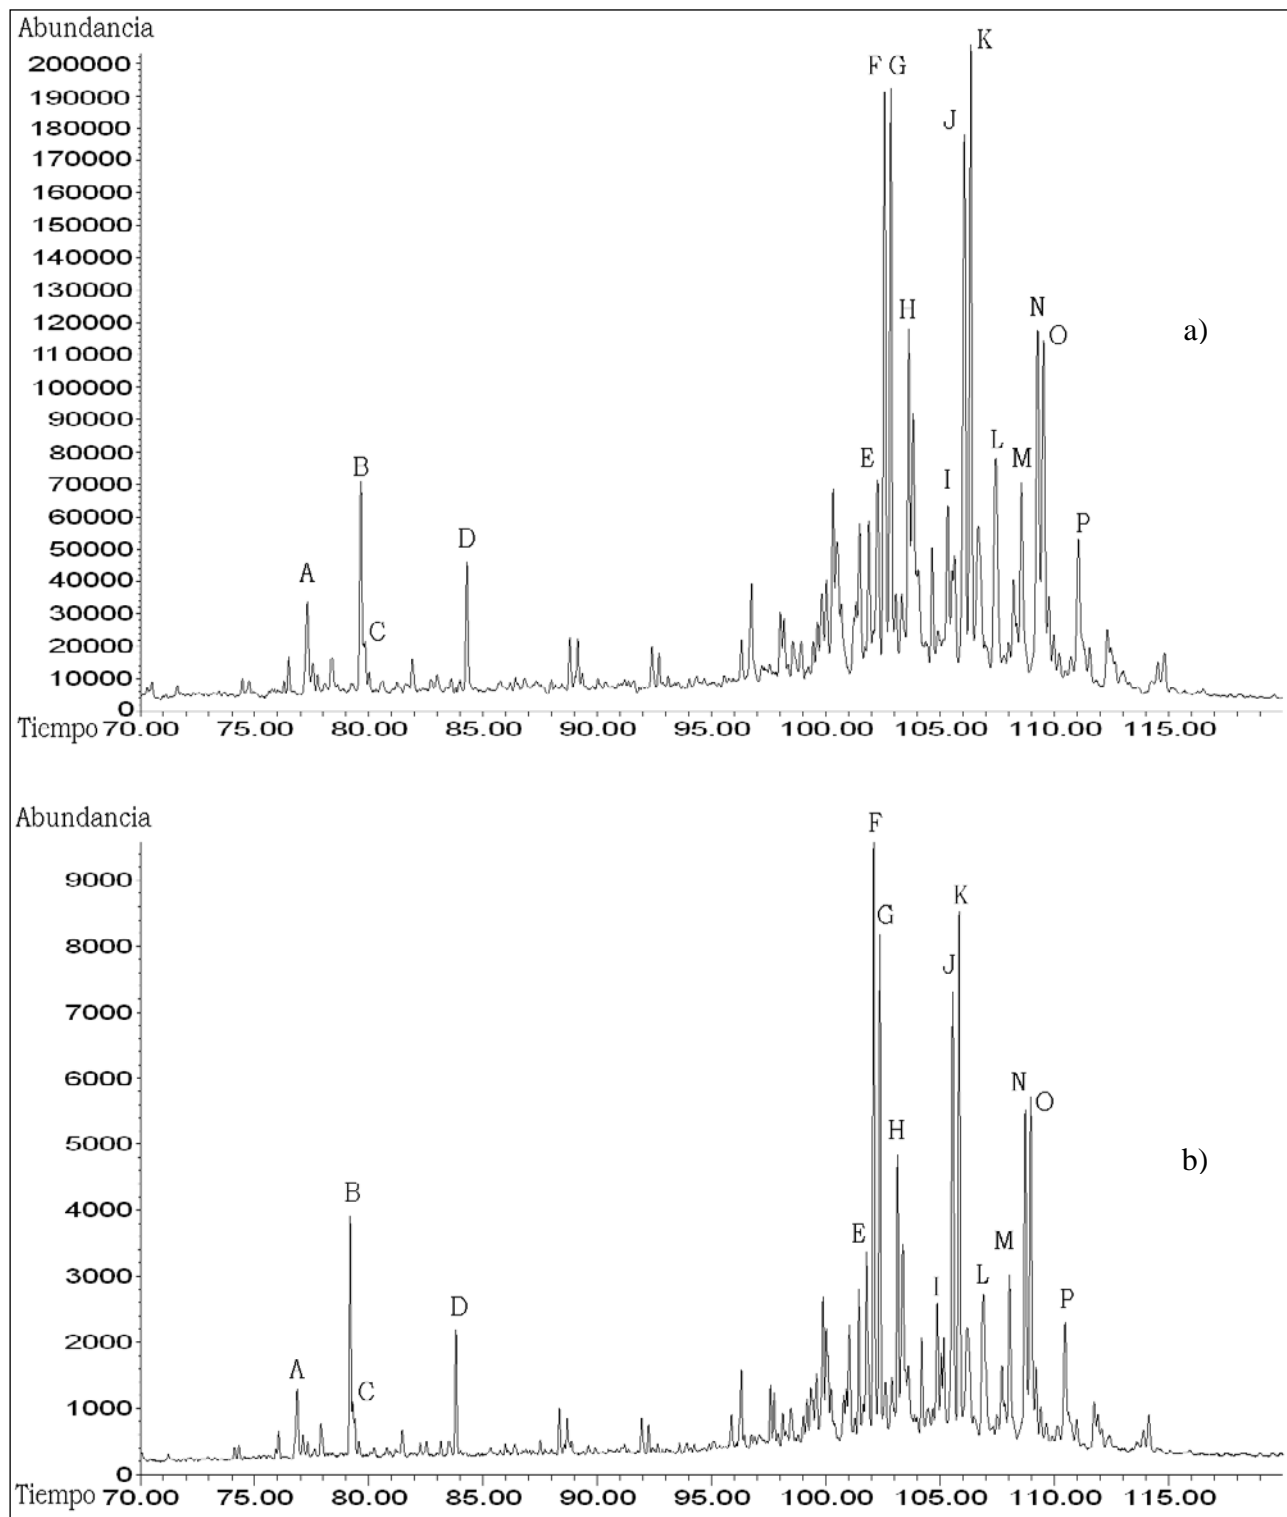 Abundancia
K
F G
200000
190000
180000
J
170000
160000
150000
140000
130000
H
N
120000
O
a)
110000
100000
90000
80000
L
E
M
B
70000
I
60000
P
D
50000
A
40000
C
30000
20000
10000
0
Tiempo 70.00 75.00 80.00 85.00 90.00 95.00 100.00 105.00 110.00 115.00
Abundancia
F
9000
K
G
8000
J
7000
N
6000
O
H
b)
5000
B
4000
E
M
3000
D
I
L
P
2000
A
C
1000
0
Tiempo 70.00 75.00 80.00 85.00 90.00 95.00 100.00 105.00 110.00 115.00